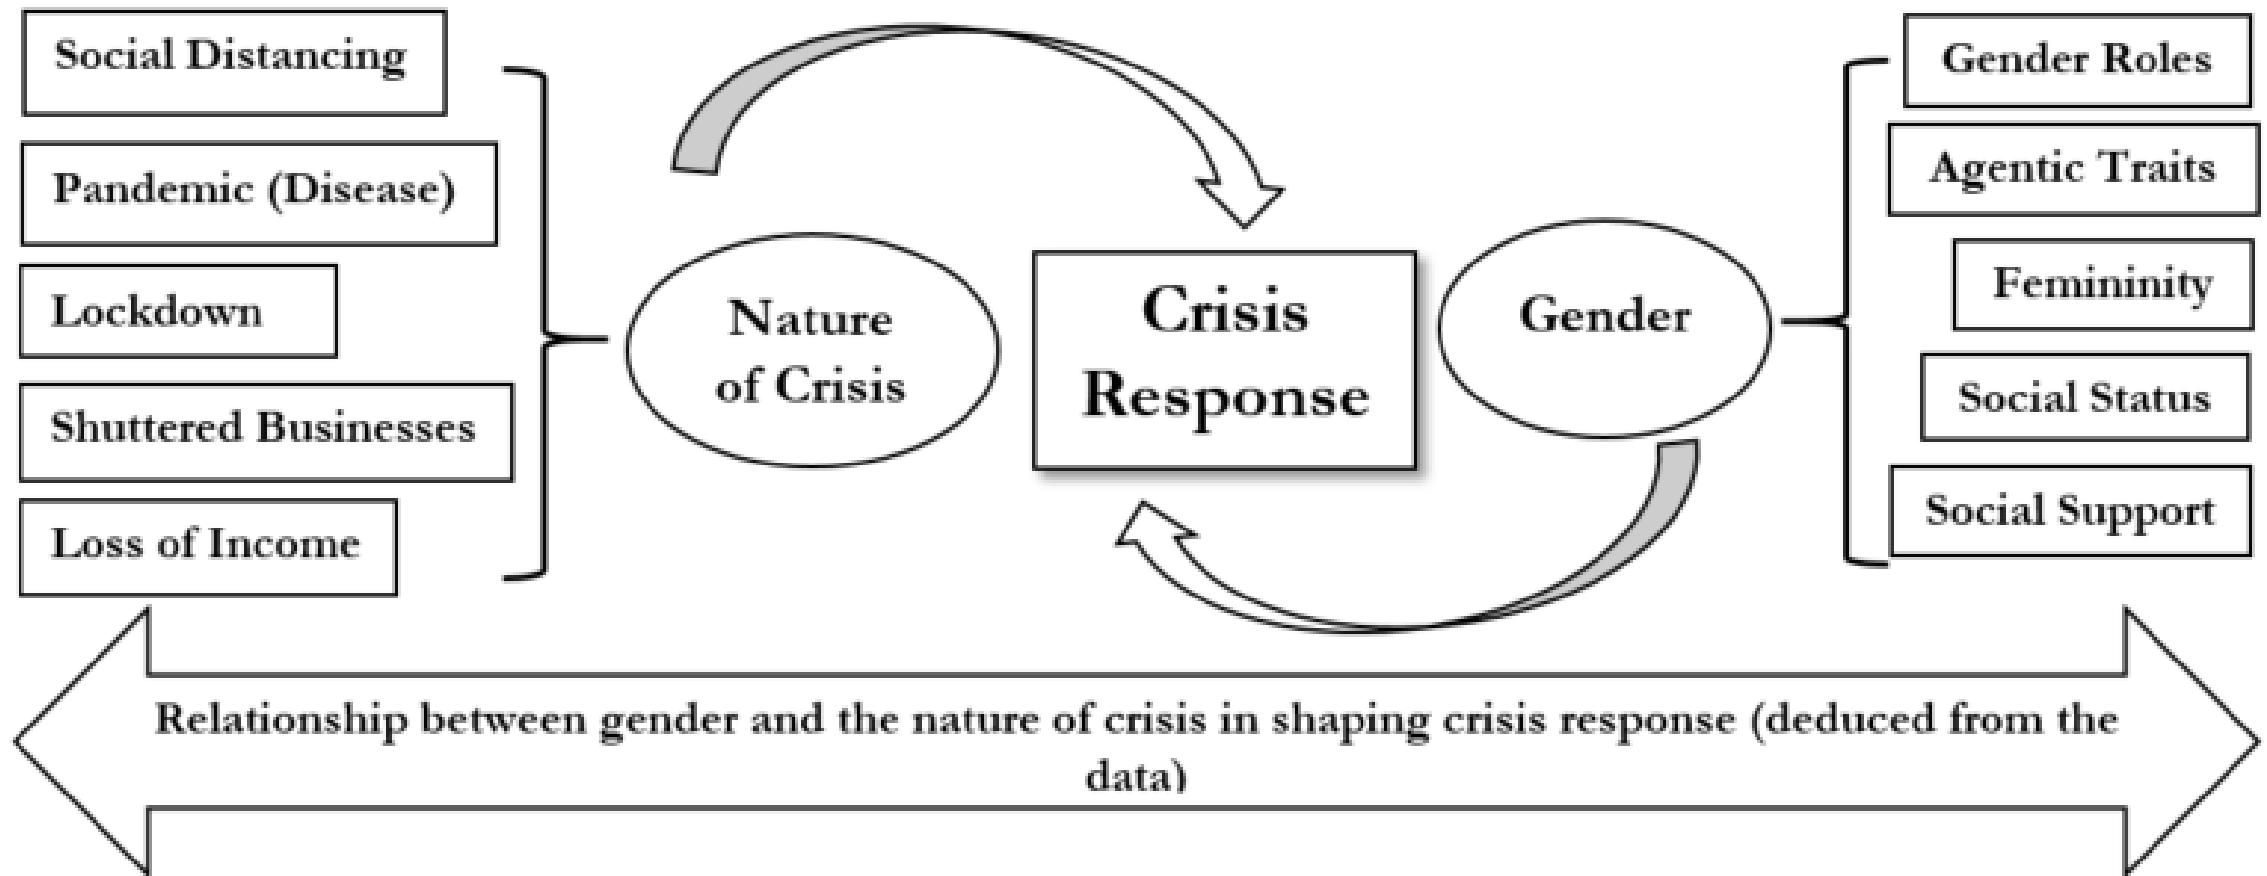 Social Distancing
Pandemic (Disease)
Lockdown
Shuttered Businesses
Loss of Income
Nature
of Crisis
Crisis
Response
Gender
Gender Roles
Agentic Traits
Femininity
Social Status
Social Support
Relationship between gender and the nature of crisis in shaping crisis response (deduced from the
data)